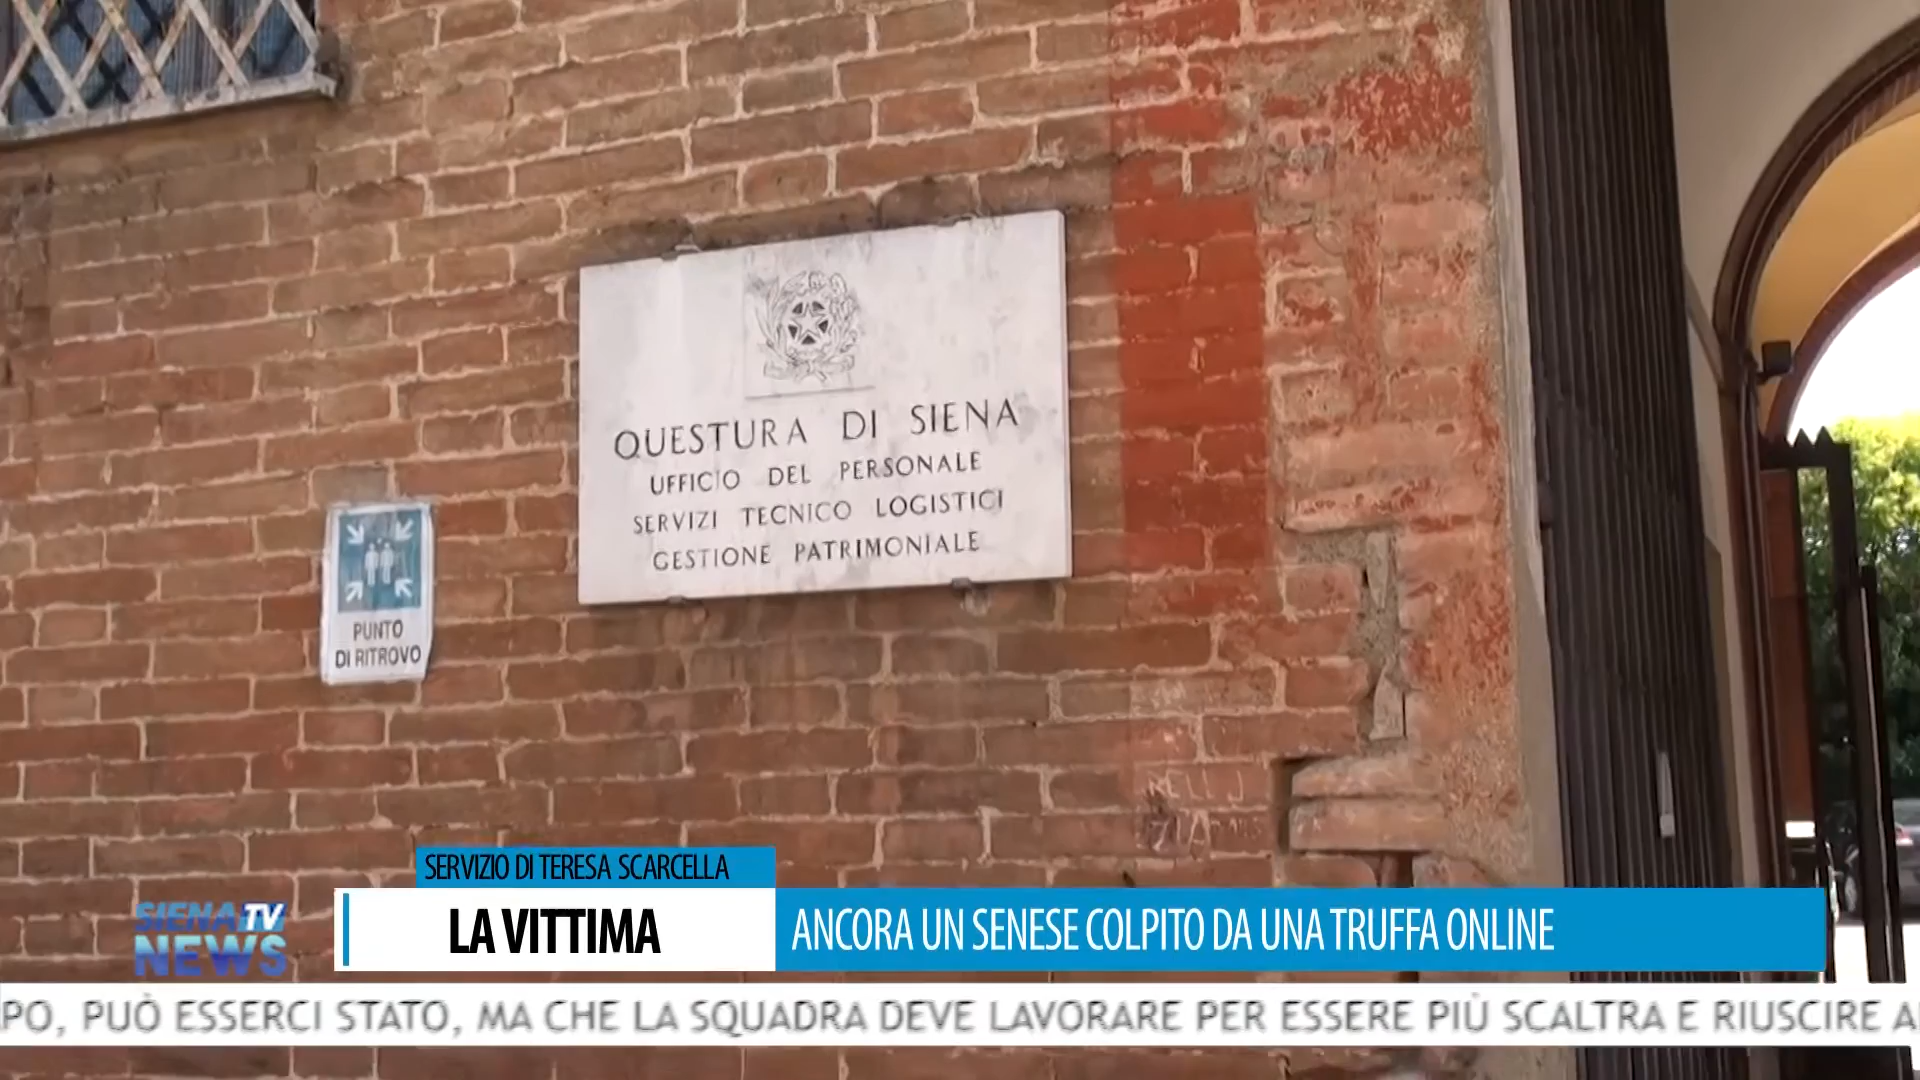 QUESTURA DI SIENA
UFFICIO DEL PERSONALE
SERVIZI TECNICO LOGISTICI
GESTIONE PATRIMONIALE
PUNTO
DI RITROVO
SERVIZIO DI TERESA SCARCELLA
SIENA TV
NEWS
LA VITTIMA
ANCORA UN SENESE COLPITO DA UNA TRUFFA ONLINE
PO, PUÒ ESSERCI STATO, MA CHE LA SQUADRA DEVE LAVORARE PER ESSERE PIÙ SCALTRA E RIUSCIRE A